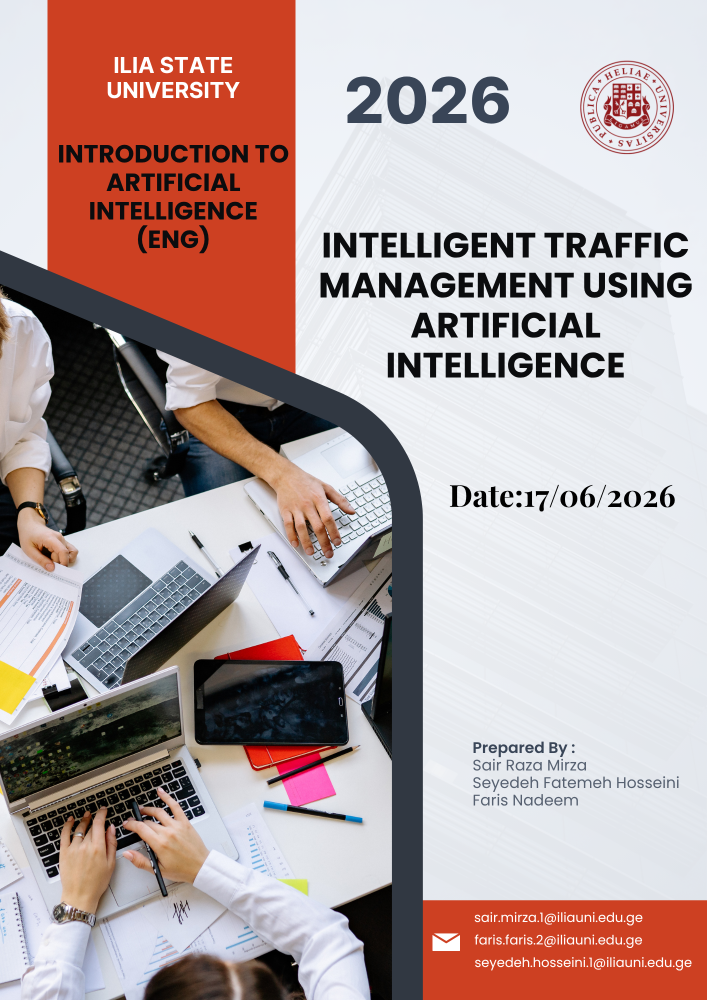 ILIA STATE
UNIVERSITY
INTRODUCTION TO
ARTIFICIAL
INTELLIGENCE
(ENG)
2026
HELIAE UNIVERSITAS PUBLICA
LIGAMUS
INTELLIGENT TRAFFIC
MANAGEMENT USING
ARTIFICIAL
INTELLIGENCE
Date:17/06/2026
Prepared By :
Sair Raza Mirza
Seyedeh Fatemeh Hosseini
Faris Nadeem
sair.mirza.1@iliauni.edu.ge
faris.faris.2@iliauni.edu.ge
seyedeh.hosseini.1@iliauni.edu.ge